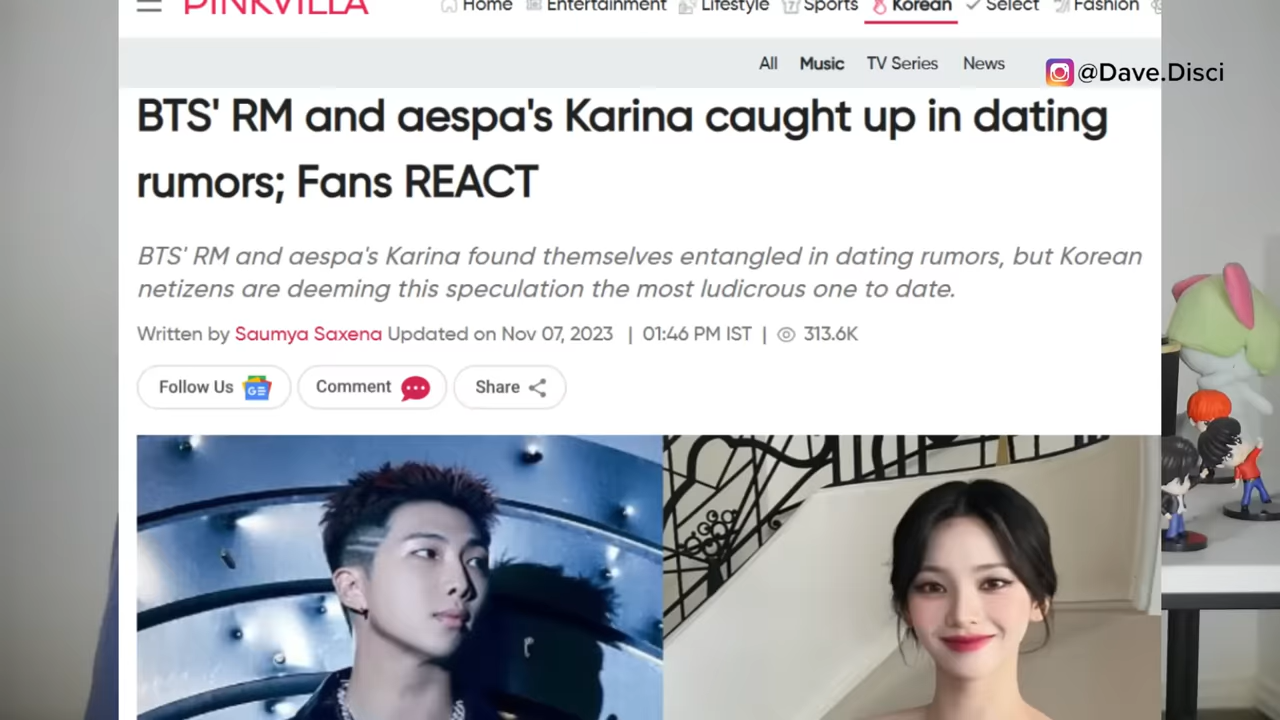 PINKVILLA
Home Entertainment Lifestyle Sports Korean Select Fashion
All Music TV Series News
@Dave.Disci
BTS' RM and aespa's Karina caught up in dating
rumors; Fans REACT
BTS' RM and aespa's Karina found themselves entangled in dating rumors, but Korean
netizens are deeming this speculation the most ludicrous one to date.
Written by Saumya Saxena Updated on Nov 07, 2023 | 01:46 PM IST | 313.6K
Follow Us GE Comment Share